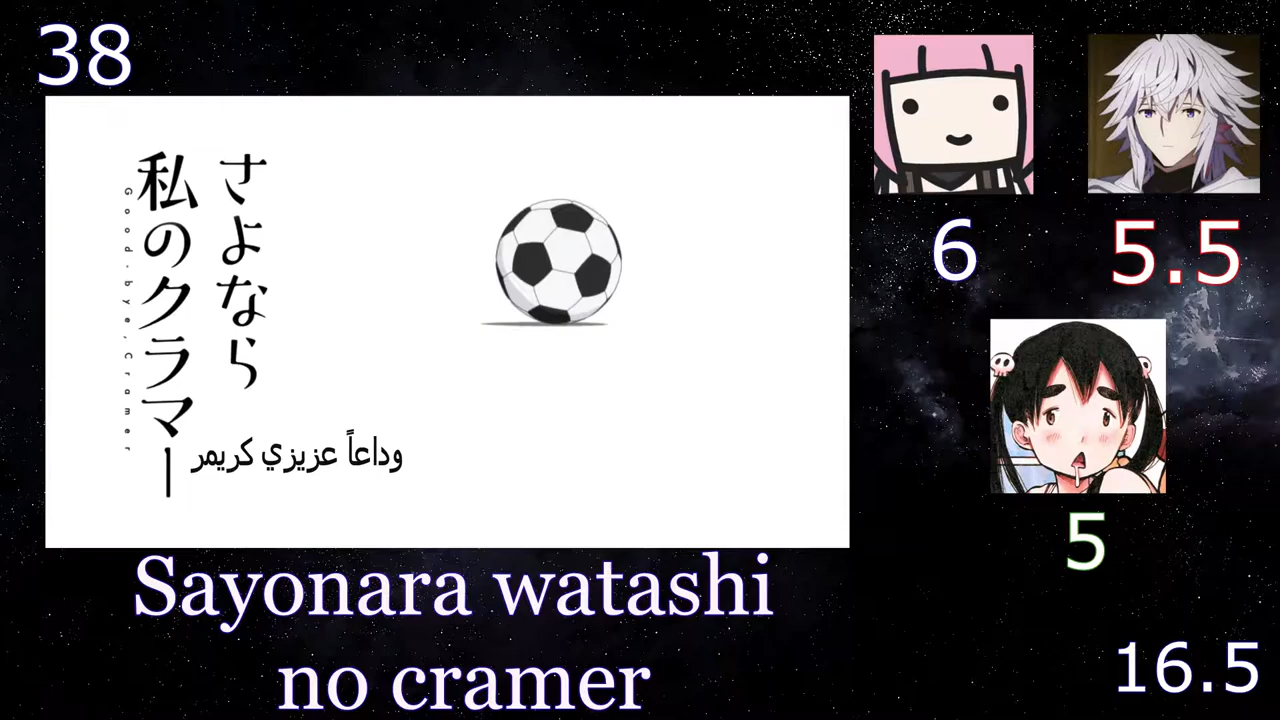 38
さよなら
私のクラマー
Good-bye,Cramer
وداعاً عزيزي كريمر
Sayonara watashi
no cramer
6
5.5
5
16.5